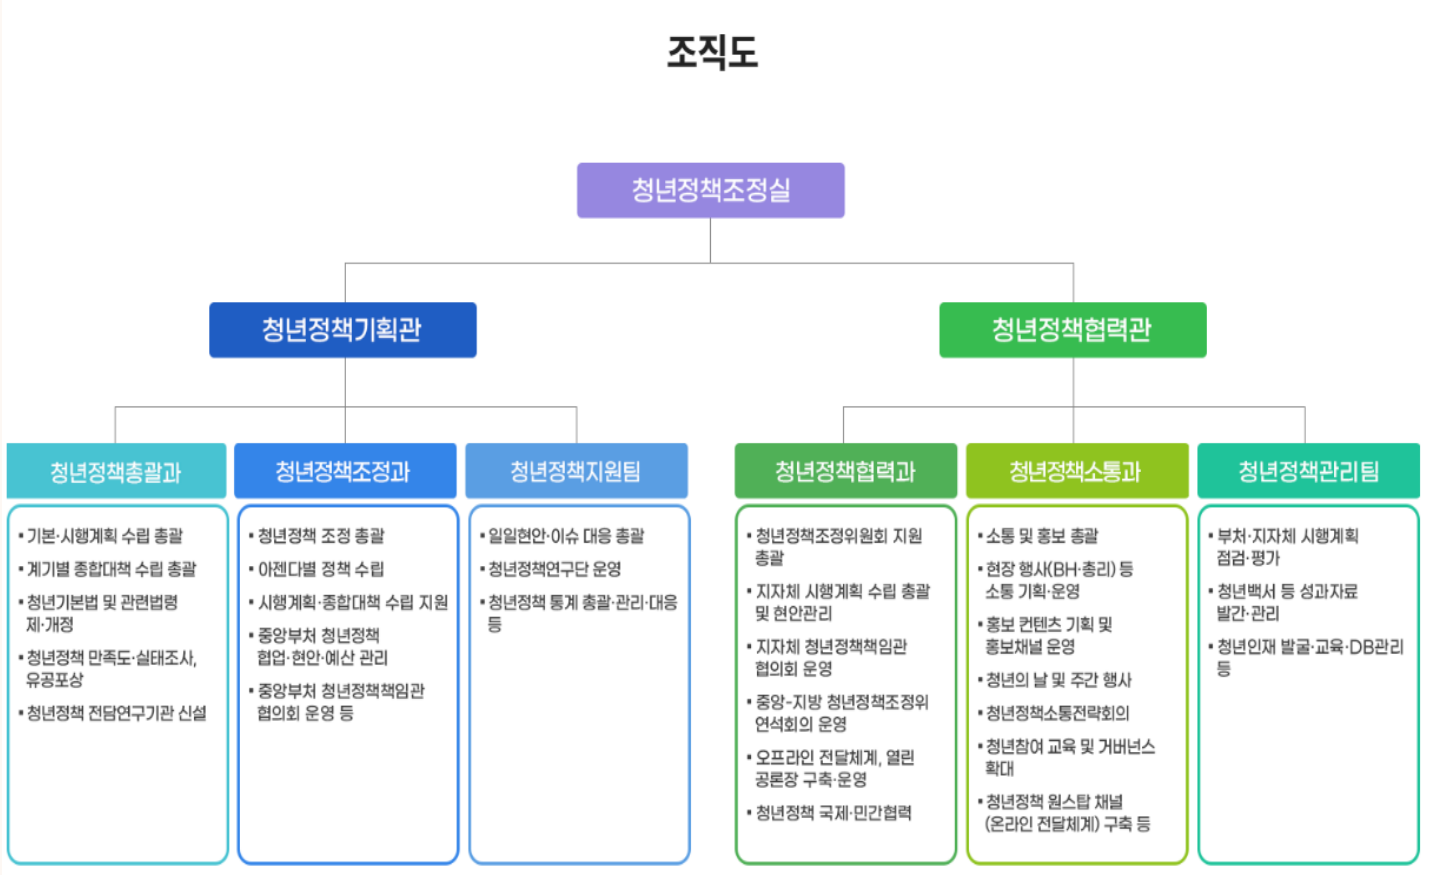 조직도
청년정책조정실
청년정책기획관
청년정책협력관
청년정책총괄과
청년정책조정과
청년정책지원팀
청년정책협력과
청년정책소통과
청년정책관리팀
▪ 기본·시행계획 수립 총괄
▪ 계기별 종합대책 수립 총괄
▪ 청년기본법 및 관련법령
제·개정
▪ 청년정책 만족도·실태조사,
유공포상
▪ 청년정책 전담연구기관 신설
▪ 청년정책 조정 총괄
▪ 아젠다별 정책 수립
▪ 시행계획·종합대책 수립 지원
▪ 중앙부처 청년정책
협업·현안·예산 관리
▪ 중앙부처 청년정책책임관
협의회 운영 등
▪ 일일현안·이슈 대응 총괄
▪ 청년정책연구단 운영
▪ 청년정책 통계 총괄·관리·대응
등
▪ 청년정책조정위원회 지원
총괄
▪ 지자체 시행계획 수립 총괄
및 현안관리
▪ 지자체 청년정책책임관
협의회 운영
▪ 중앙-지방 청년정책조정위
연석회의 운영
▪ 오프라인 전달체계, 열린
공론장 구축·운영
▪ 청년정책 국제·민간협력
▪ 소통 및 홍보 총괄
▪ 현장 행사(BH·총리) 등
소통 기획·운영
▪ 홍보 컨텐츠 기획 및
홍보채널 운영
▪ 청년의 날 및 주간 행사
▪ 청년정책소통전략회의
▪ 청년참여 교육 및 거버넌스
확대
▪ 청년정책 원스탑 채널
(온라인 전달체계) 구축 등
▪ 부처·지자체 시행계획
점검·평가
▪ 청년백서 등 성과자료
발간·관리
▪ 청년인재 발굴·교육·DB관리
등